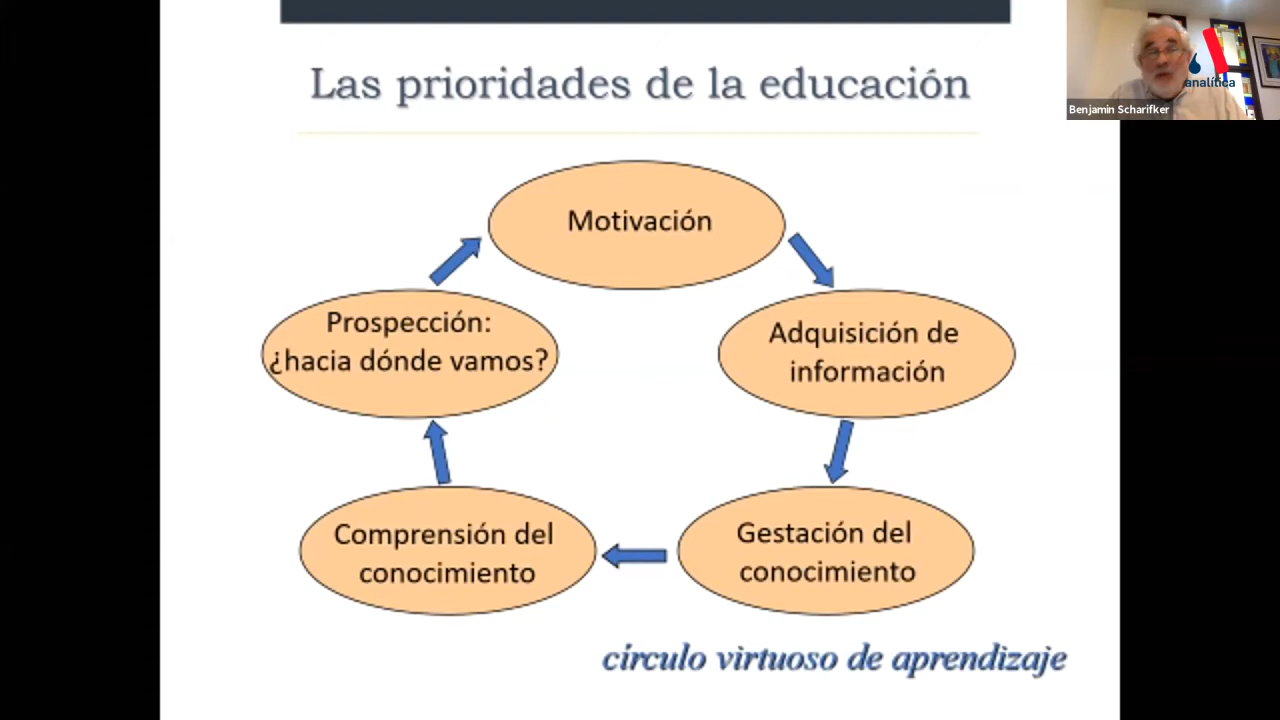 Las prioridades de la educación
analítica
Benjamin Scharifker
Motivación
Adquisición de
información
Gestación del
conocimiento
Comprensión del
conocimiento
Prospección:
¿hacia dónde vamos?
círculo virtuoso de aprendizaje